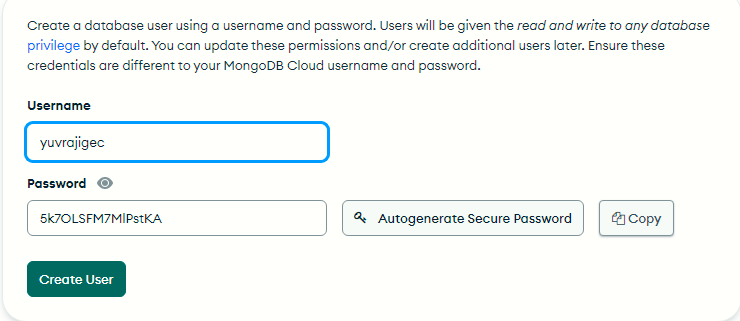 Create a database user using a username and password. Users will be given the read and write to any database
privilege by default. You can update these permissions and/or create additional users later. Ensure these
credentials are different to your MongoDB Cloud username and password.
Username
yuvrajigec
Password
5k7OLSFM7MlPstKA
Autogenerate Secure Password
Copy
Create User